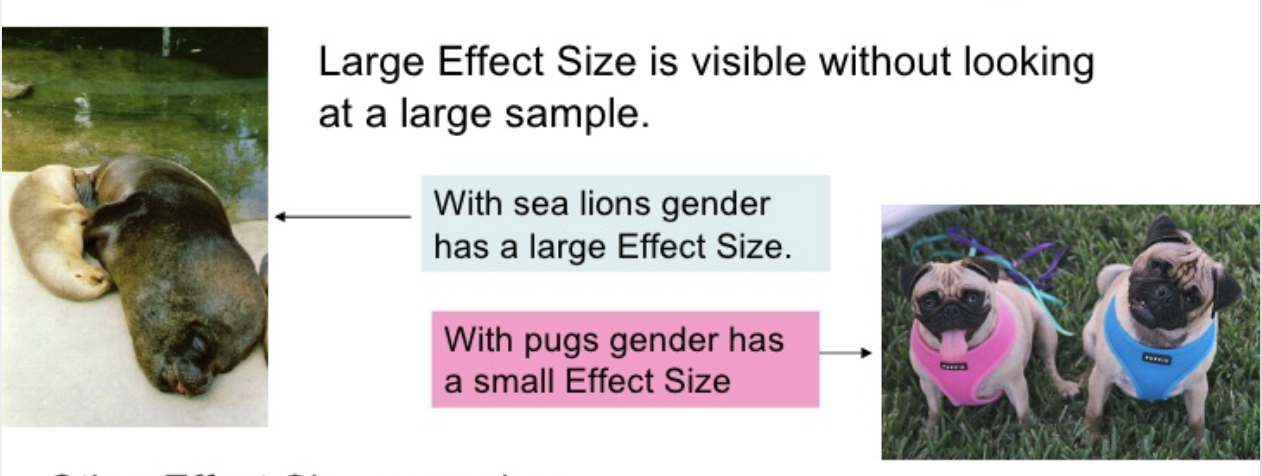 Large Effect Size is visible without looking
at a large sample.
With sea lions gender
has a large Effect Size.
With pugs gender has
a small Effect Size